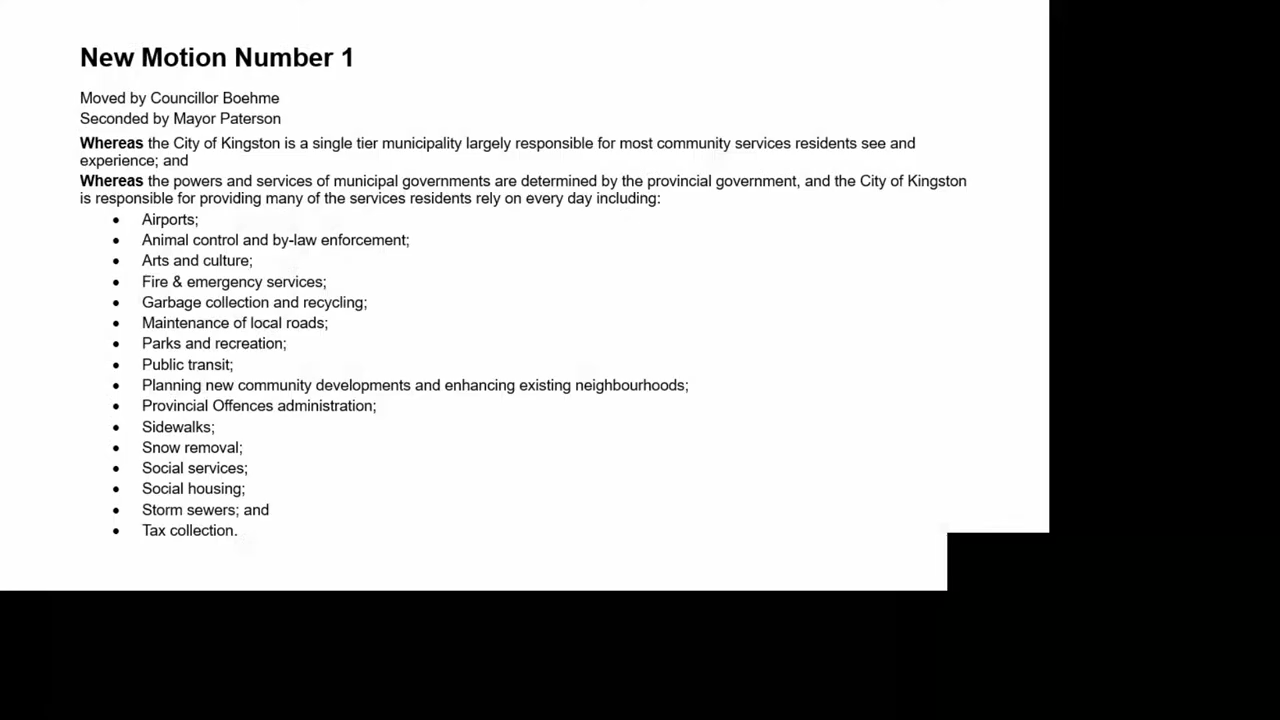 New Motion Number 1
Moved by Councillor Boehme
Seconded by Mayor Paterson
Whereas the City of Kingston is a single tier municipality largely responsible for most community services residents see and
experience; and
Whereas the powers and services of municipal governments are determined by the provincial government, and the City of Kingston
is responsible for providing many of the services residents rely on every day including:
• Airports;
• Animal control and by-law enforcement;
• Arts and culture;
• Fire & emergency services;
• Garbage collection and recycling;
• Maintenance of local roads;
• Parks and recreation;
• Public transit;
• Planning new community developments and enhancing existing neighbourhoods;
• Provincial Offences administration;
• Sidewalks;
• Snow removal;
• Social services;
• Social housing;
• Storm sewers; and
• Tax collection.